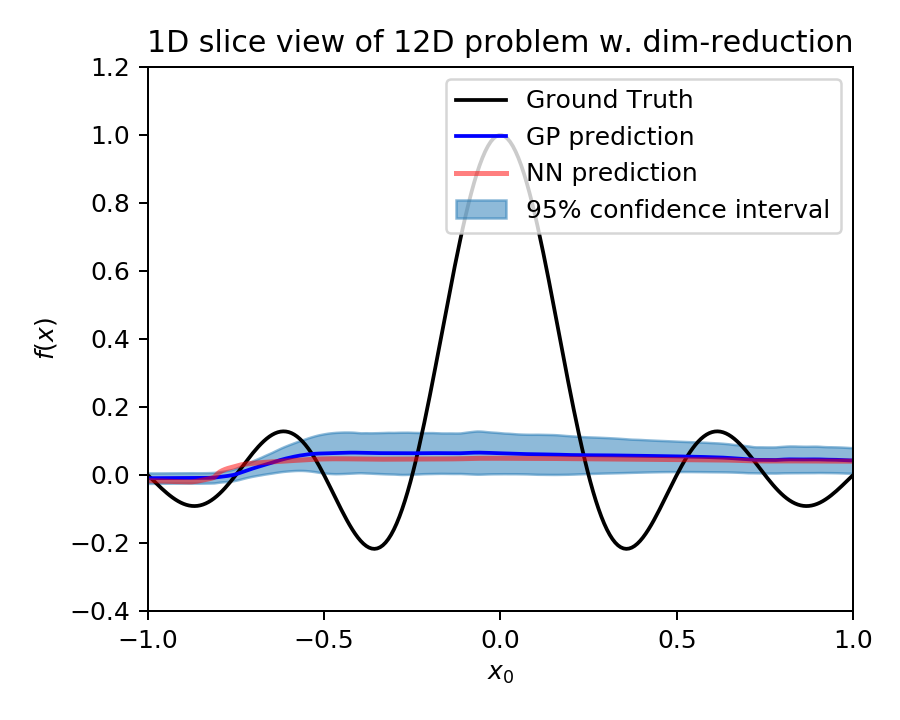 1D slice view of 12D problem w. dim-reduction
1.2
1.0
0.8
0.6
0.4
0.2
0.0
−0.2
−0.4
f(x)
Ground Truth
GP prediction
NN prediction
95% confidence interval
−1.0 −0.5 0.0 0.5 1.0
x₀